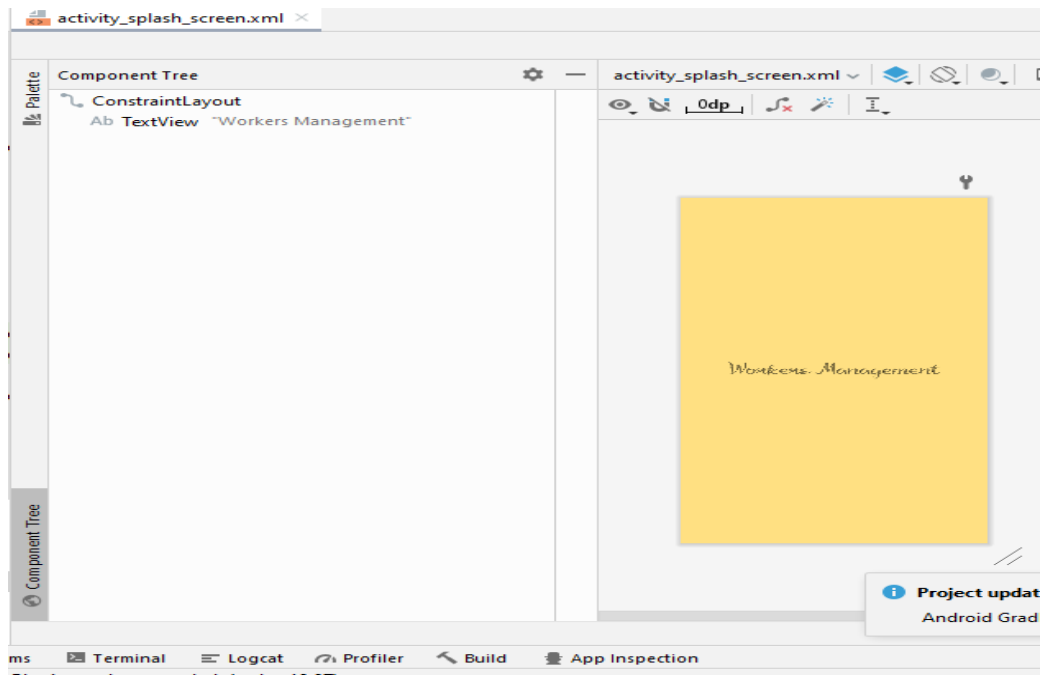 activity_splash_screen.xml
Palette
Component Tree
activity_splash_screen.xml
ConstraintLayout
Ab TextView "Workers Management"
0dp
Workers Management
Component Tree
Project updat
Android Grad
ms
Terminal
Logcat
Profiler
Build
App Inspection